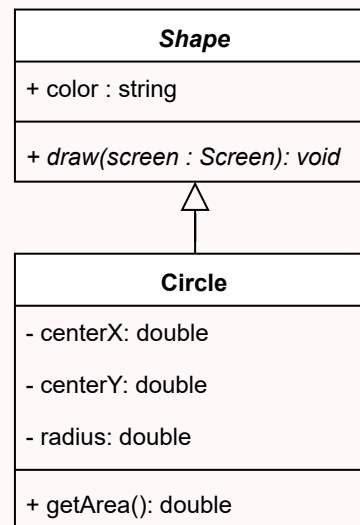 Shape
+ color : string
+ draw(screen : Screen): void
Circle
- centerX: double
- centerY: double
- radius: double
+ getArea(): double